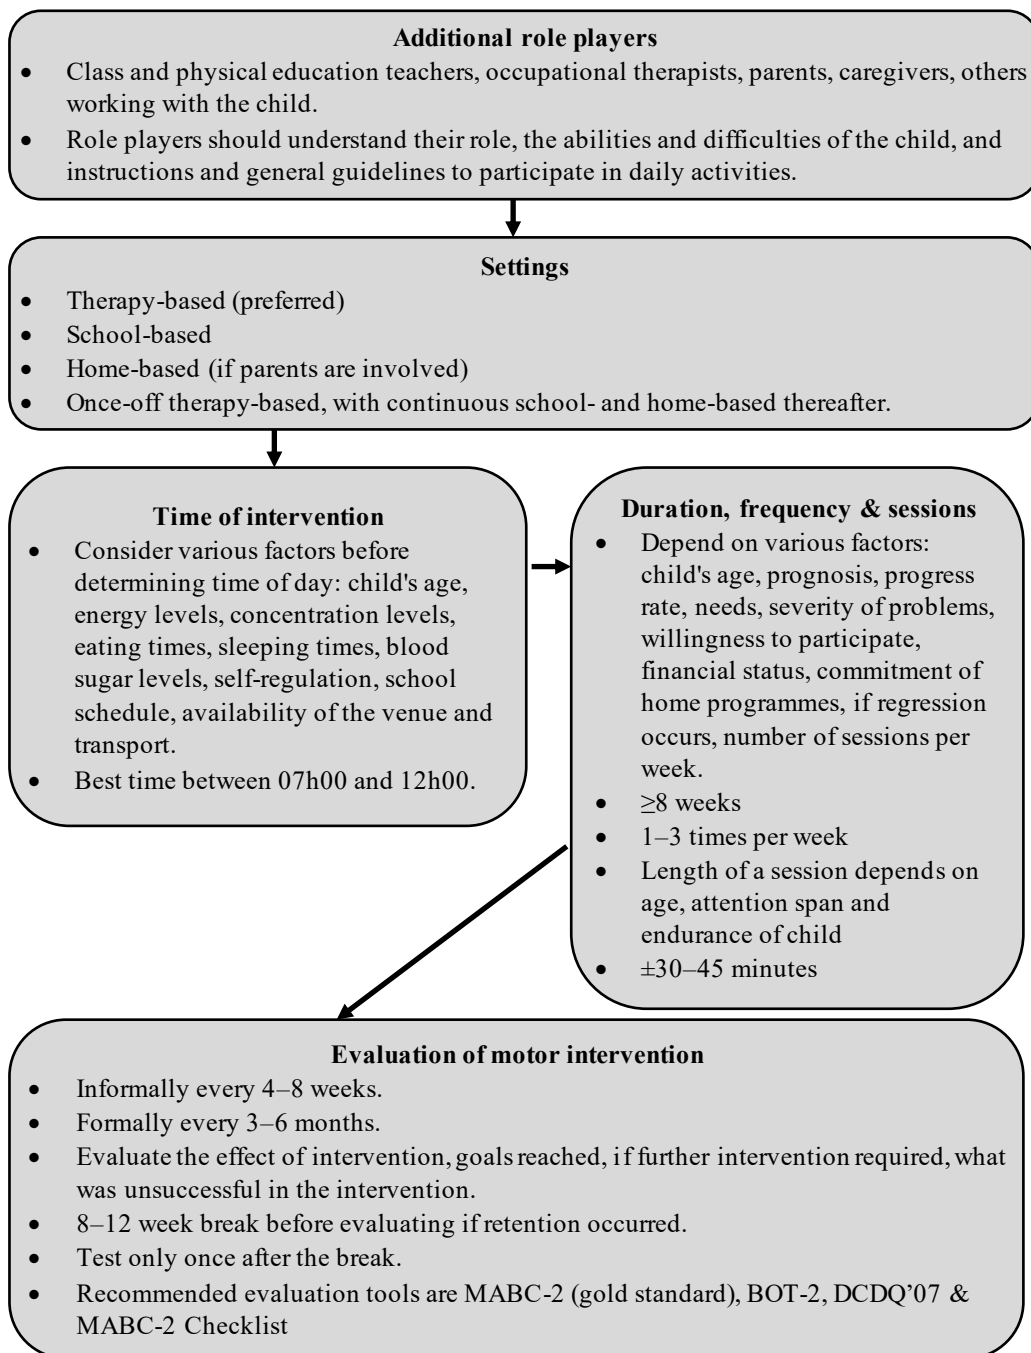 Additional role players
• Class and physical education teachers, occupational therapists, parents, caregivers, others
working with the child.
• Role players should understand their role, the abilities and difficulties of the child, and
instructions and general guidelines to participate in daily activities.
Settings
• Therapy-based (preferred)
• School-based
• Home-based (if parents are involved)
• Once-off therapy-based, with continuous school- and home-based thereafter.
Time of intervention
• Consider various factors before
determining time of day: child's age,
energy levels, concentration levels,
eating times, sleeping times, blood
sugar levels, self-regulation, school
schedule, availability of the venue and
transport.
• Best time between 07h00 and 12h00.
Duration, frequency & sessions
• Depend on various factors:
child's age, prognosis, progress
rate, needs, severity of problems,
willingness to participate,
financial status, commitment of
home programmes, if regression
occurs, number of sessions per
week.
• ≥8 weeks
• 1–3 times per week
• Length of a session depends on
age, attention span and
endurance of child
• ±30–45 minutes
Evaluation of motor intervention
• Informally every 4–8 weeks.
• Formally every 3–6 months.
• Evaluate the effect of intervention, goals reached, if further intervention required, what
was unsuccessful in the intervention.
• 8–12 week break before evaluating if retention occurred.
• Test only once after the break.
• Recommended evaluation tools are MABC-2 (gold standard), BOT-2, DCDQ’07 &
MABC-2 Checklist